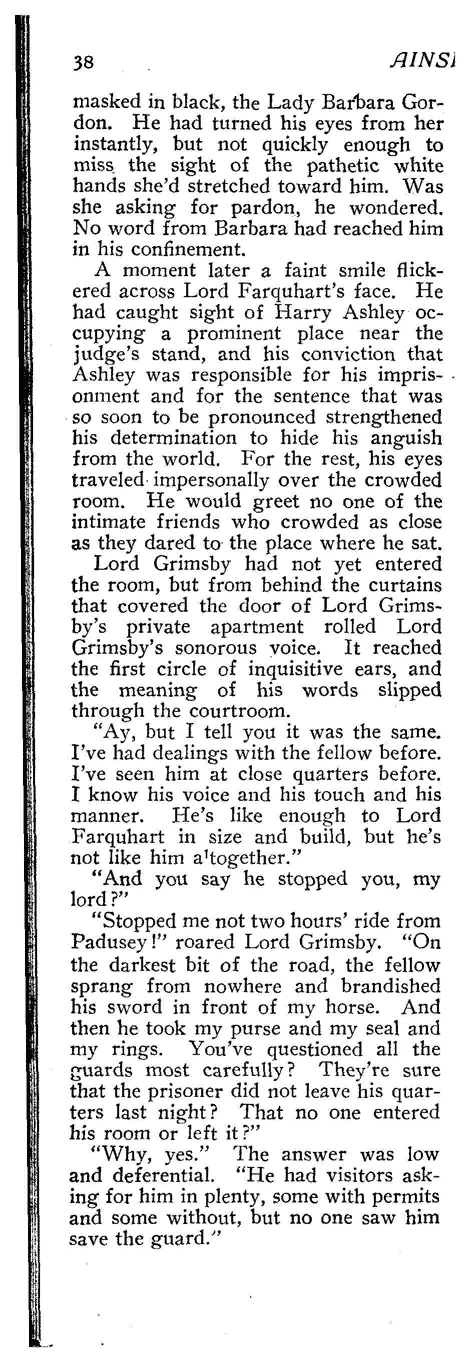 38 AINSI
masked in black, the Lady Barbara Gor-
don. He had turned his eyes from her
instantly, but not quickly enough to
miss the sight of the pathetic white
hands she'd stretched toward him. Was
she asking for pardon, he wondered.
No word from Barbara had reached him
in his confinement.
A moment later a faint smile flick-
ered across Lord Farquhart's face. He
had caught sight of Harry Ashley oc-
cupying a prominent place near the
judge's stand, and his conviction that
Ashley was responsible for his impris-
onment and for the sentence that was
so soon to be pronounced strengthened
his determination to hide his anguish
from the world. For the rest, his eyes
traveled impersonally over the crowded
room. He would greet no one of the
intimate friends who crowded as close
as they dared to the place where he sat.
Lord Grimsby had not yet entered
the room, but from behind the curtains
that covered the door of Lord Grims-
by's private apartment rolled Lord
Grimsby's sonorous voice. It reached
the first circle of inquisitive ears, and
the meaning of his words slipped
through the courtroom.
"Ay, but I tell you it was the same.
I've had dealings with the fellow before.
I've seen him at close quarters before.
I know his voice and his touch and his
manner. He's like enough to Lord
Farquhart in size and build, but he's
not like him altogether."
"And you say he stopped you, my
lord?"
"Stopped me not two hours' ride from
Padusey!" roared Lord Grimsby. "On
the darkest bit of the road, the fellow
sprang from nowhere and brandished
his sword in front of my horse. And
then he took my purse and my seal and
my rings. You've questioned all the
guards most carefully? They're sure
that the prisoner did not leave his quar-
ters last night? That no one entered
his room or left it?"
"Why, yes." The answer was low
and deferential. "He had visitors ask-
ing for him in plenty, some with permits
and some without, but no one saw him
save the guard."